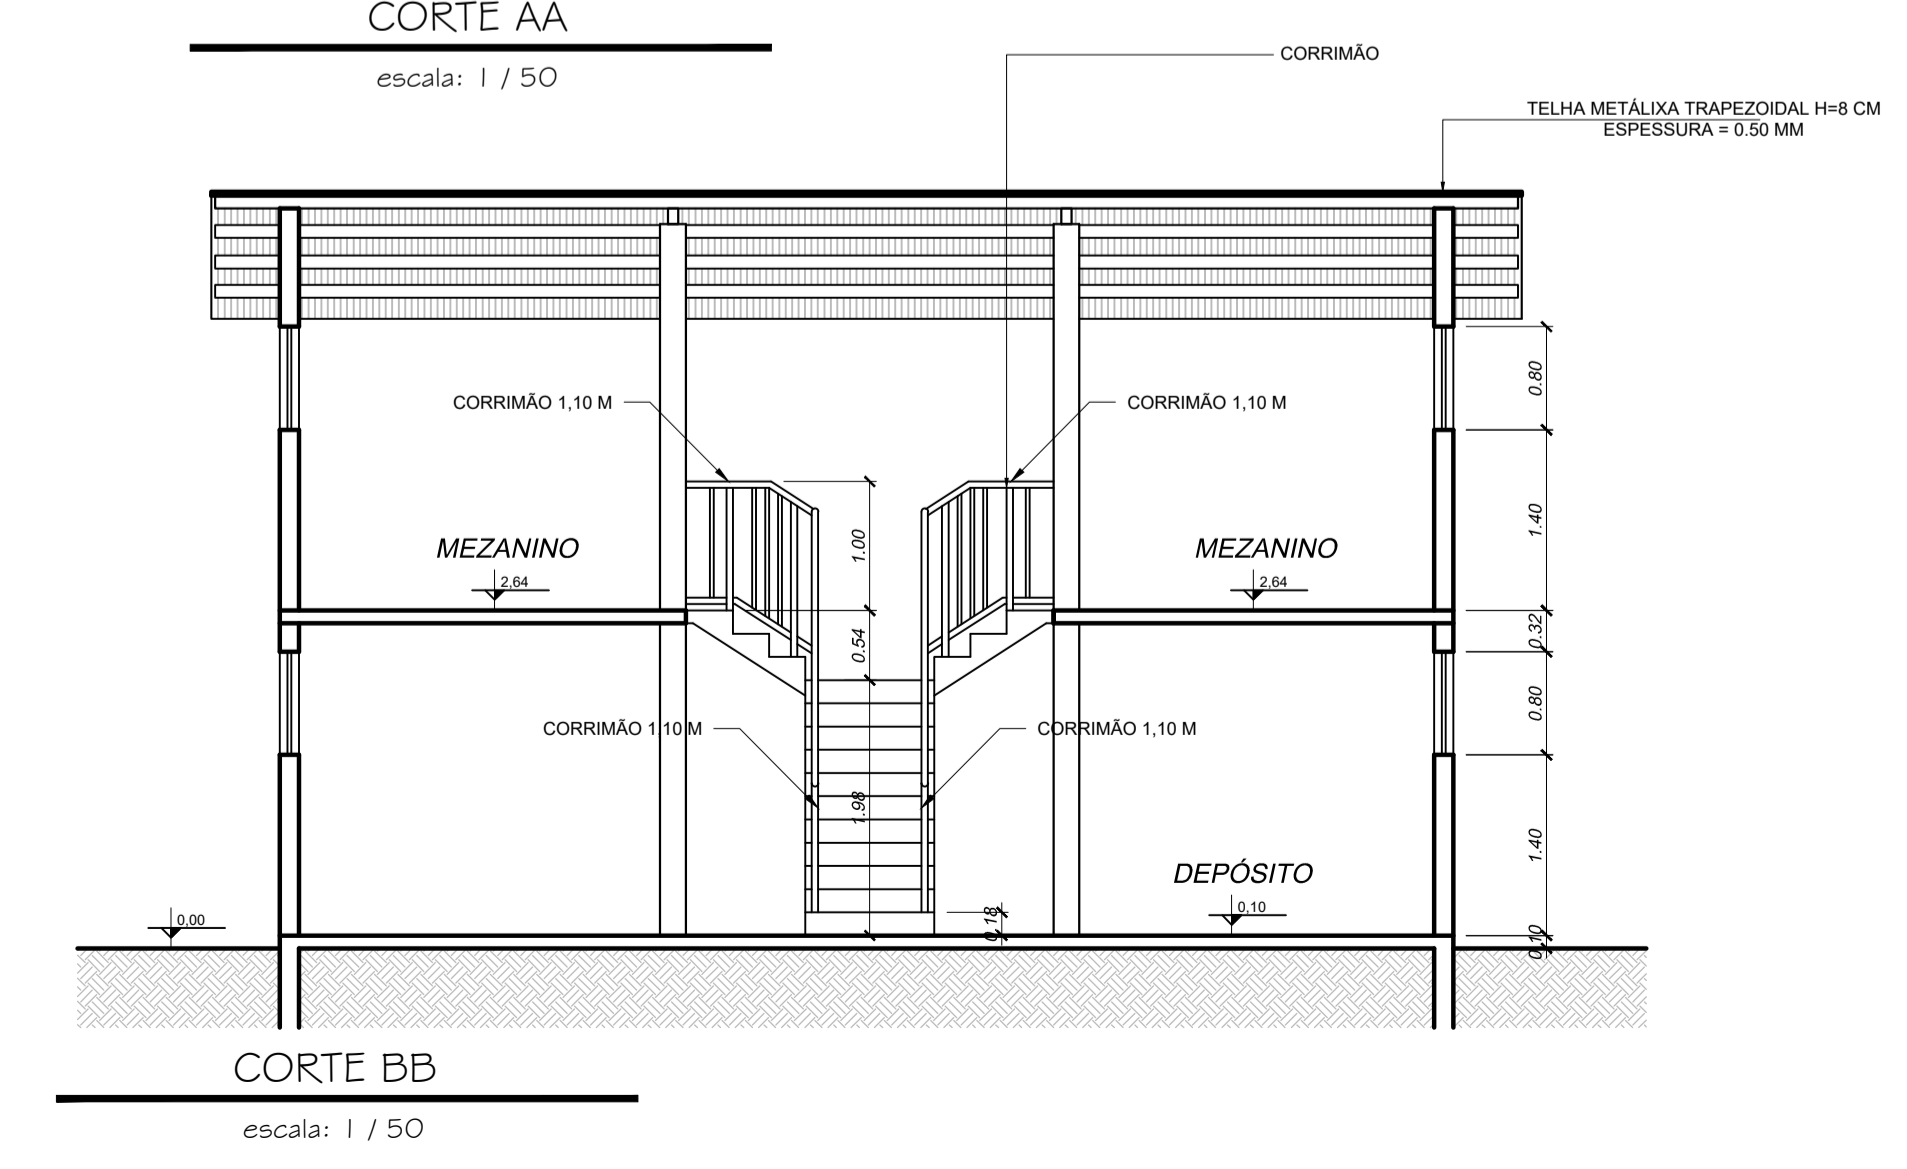 CORTE AA
escala: 1 / 50
CORRIMÃO
TELHA METÁLIXA TRAPEZOIDAL H=8 CM
ESPESSURA = 0.50 MM
0.80
CORRIMÃO 1,10 M
CORRIMÃO 1,10 M
1.40
1.00
MEZANINO
MEZANINO
2,64
2,64
0.32
0.54
0.80
CORRIMÃO 1,10 M
CORRIMÃO 1,10 M
1.98
1.40
DEPÓSITO
0,10
0,00
0.18
0.10
CORTE BB
escala: 1 / 50